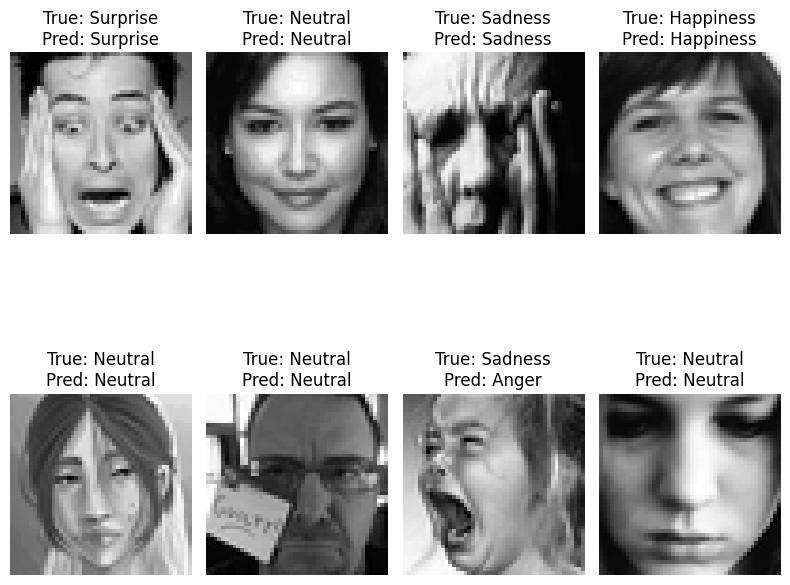 True: Surprise
Pred: Surprise
True: Neutral
Pred: Neutral
True: Sadness
Pred: Sadness
True: Happiness
Pred: Happiness
True: Neutral
Pred: Neutral
True: Neutral
Pred: Neutral
True: Sadness
Pred: Anger
True: Neutral
Pred: Neutral
GUILTY!